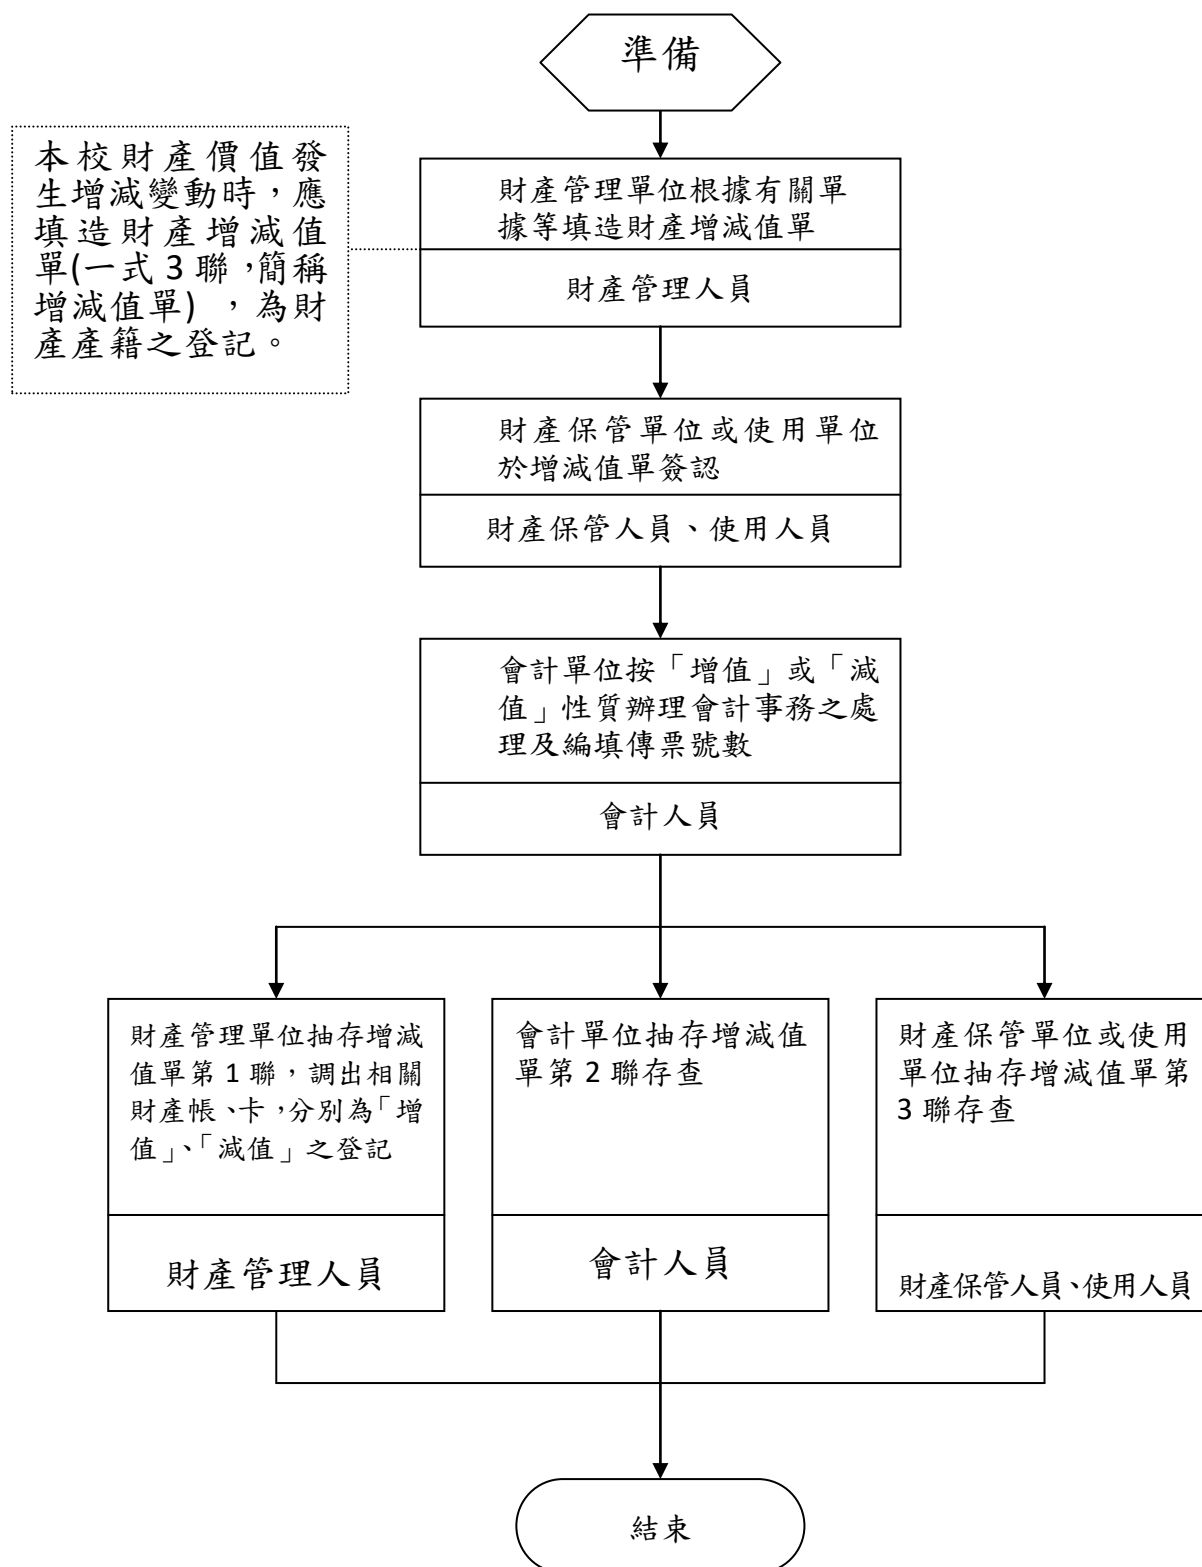 準備
本校財產價值發
生增減變動時，應
填造財產增減值
單(一式 3 聯，簡稱
增減值單) ，為財
產產籍之登記。
財產管理單位根據有關單
據等填造財產增減值單
財產管理人員
財產保管單位或使用單位
於增減值單簽認
財產保管人員、使用人員
會計單位按「增值」或「減
值」性質辦理會計事務之處
理及編填傳票號數
會計人員
財產管理單位抽存增減
值單第 1 聯，調出相關
財產帳、卡，分別為「增
值」、「減值」之登記
財產管理人員
會計單位抽存增減值
單第 2 聯存查
會計人員
財產保管單位或使用
單位抽存增減值單第
3 聯存查
財產保管人員、使用人員
結束